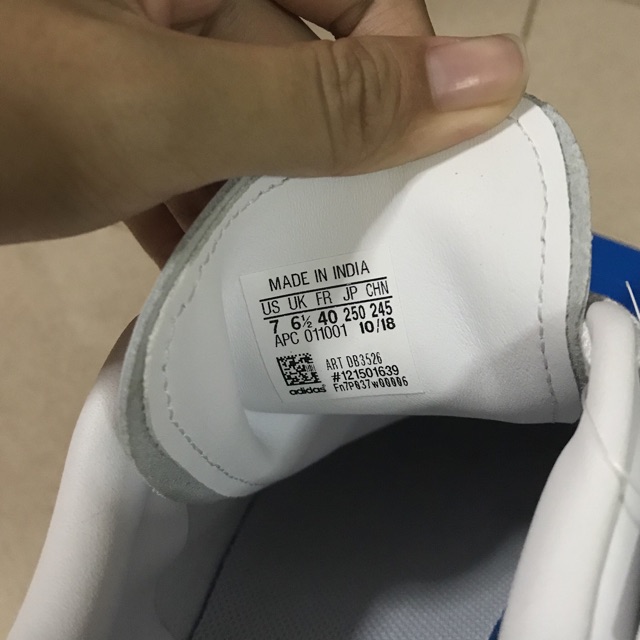 MADE IN INDIA
US UK FR JP CHN
7 6½ 40 250 245
APC 011001 10/18
ART DB3526
#121501639
Fn7P037w00006
adidas